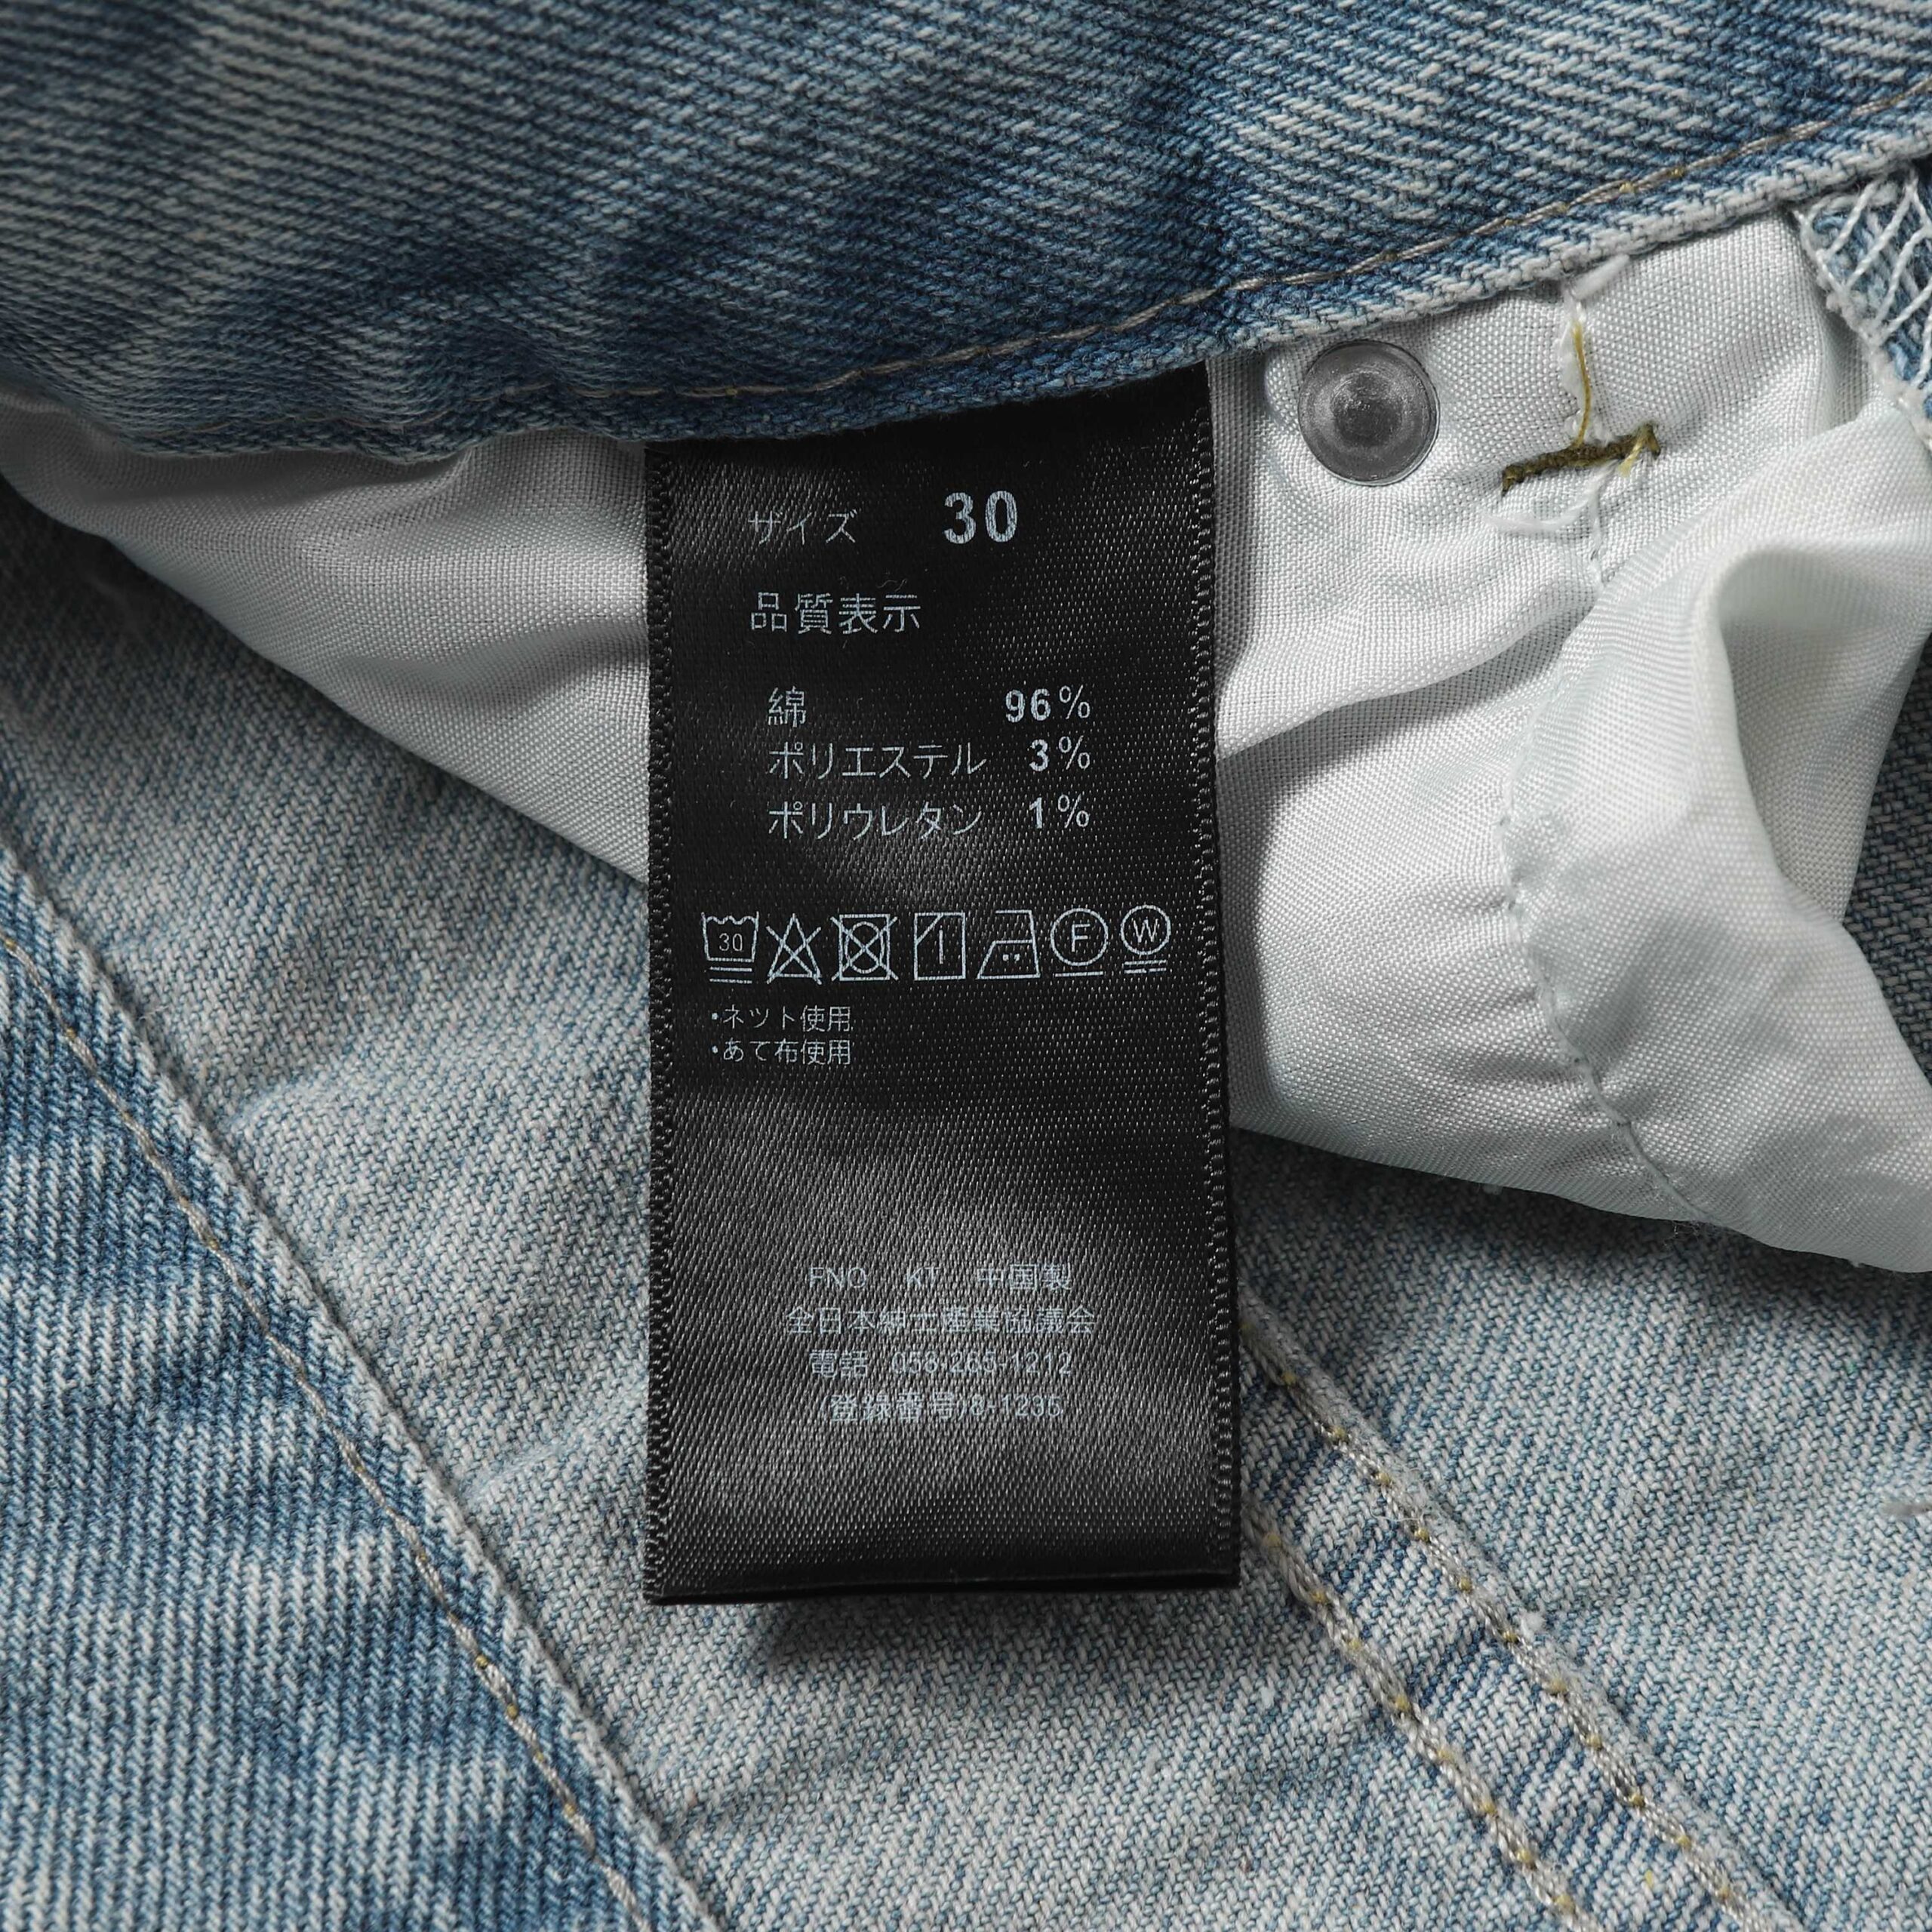 サイズ 30
品質表示
綿 96%
ポリエステル 3%
ポリウレタン 1%
30 F W
・ネット使用
・あて布使用
FNO KT 中国製
全日本紳士産業協議会
電話 058-265-1212
登録番号/8-1235